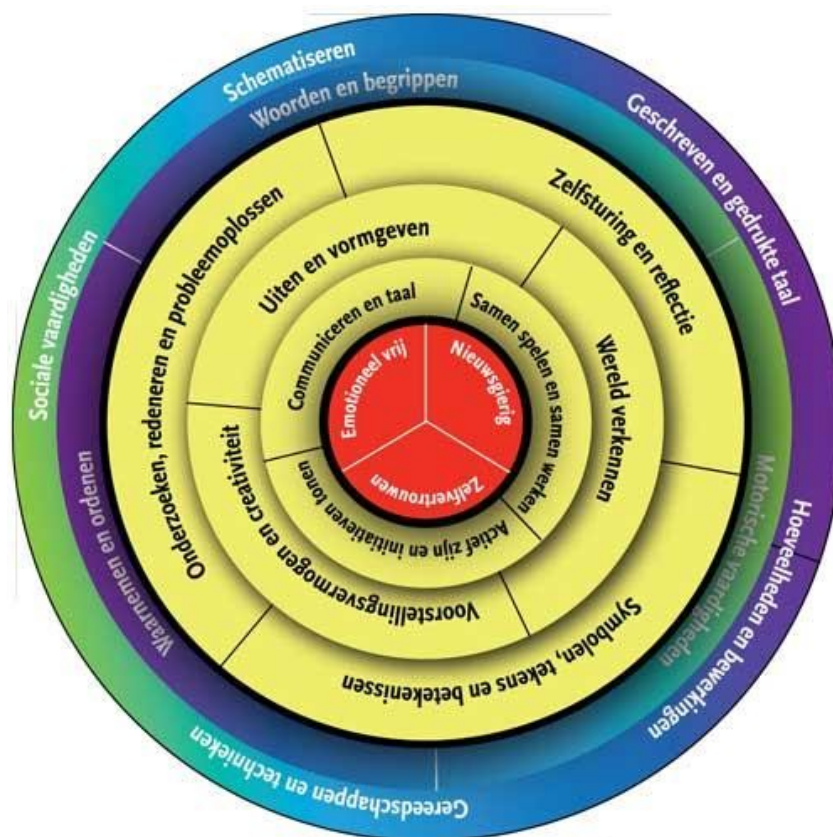 Schematiseren
Woorden en begrippen
Geschreven en gedrukte taal
Sociale vaardigheden
Waarnemen en ordenen
Motorische vaardigheden
Hoeveelheden en bewerkingen
Gereedschappen en technieken
Onderzoeken, redeneren en probleemoplossen
Zelfsturing en reflectie
Symbolen, tekens en betekenissen
Uiten en vormgeven
Wereld verkennen
Voorstellingsvermogen en creativiteit
Communiceren en taal
Samen spelen en samen werken
Actief zijn en initiatieven tonen
Emotioneel vrij
Nieuwsgierig
Zelfvertrouwen